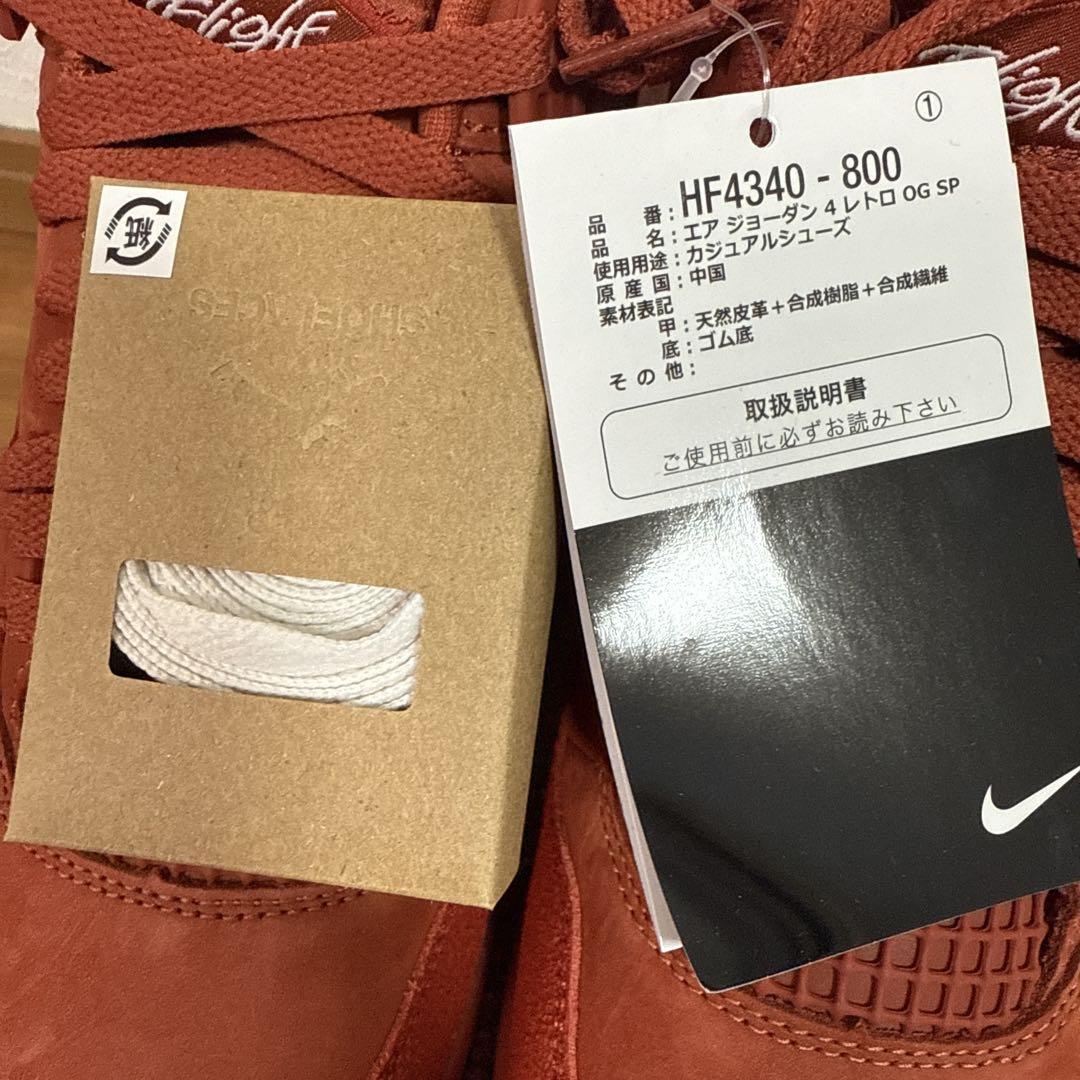 Flight
Flight
①
品番:HF4340-800
品名:エア ジョーダン 4 レトロ OG SP
使用用途:カジュアルシューズ
原産国:中国
素材表記
甲:天然皮革+合成樹脂+合成繊維
底:ゴム底
その他:
取扱説明書
ご使用前に必ずお読み下さい
紙
SHOELACES